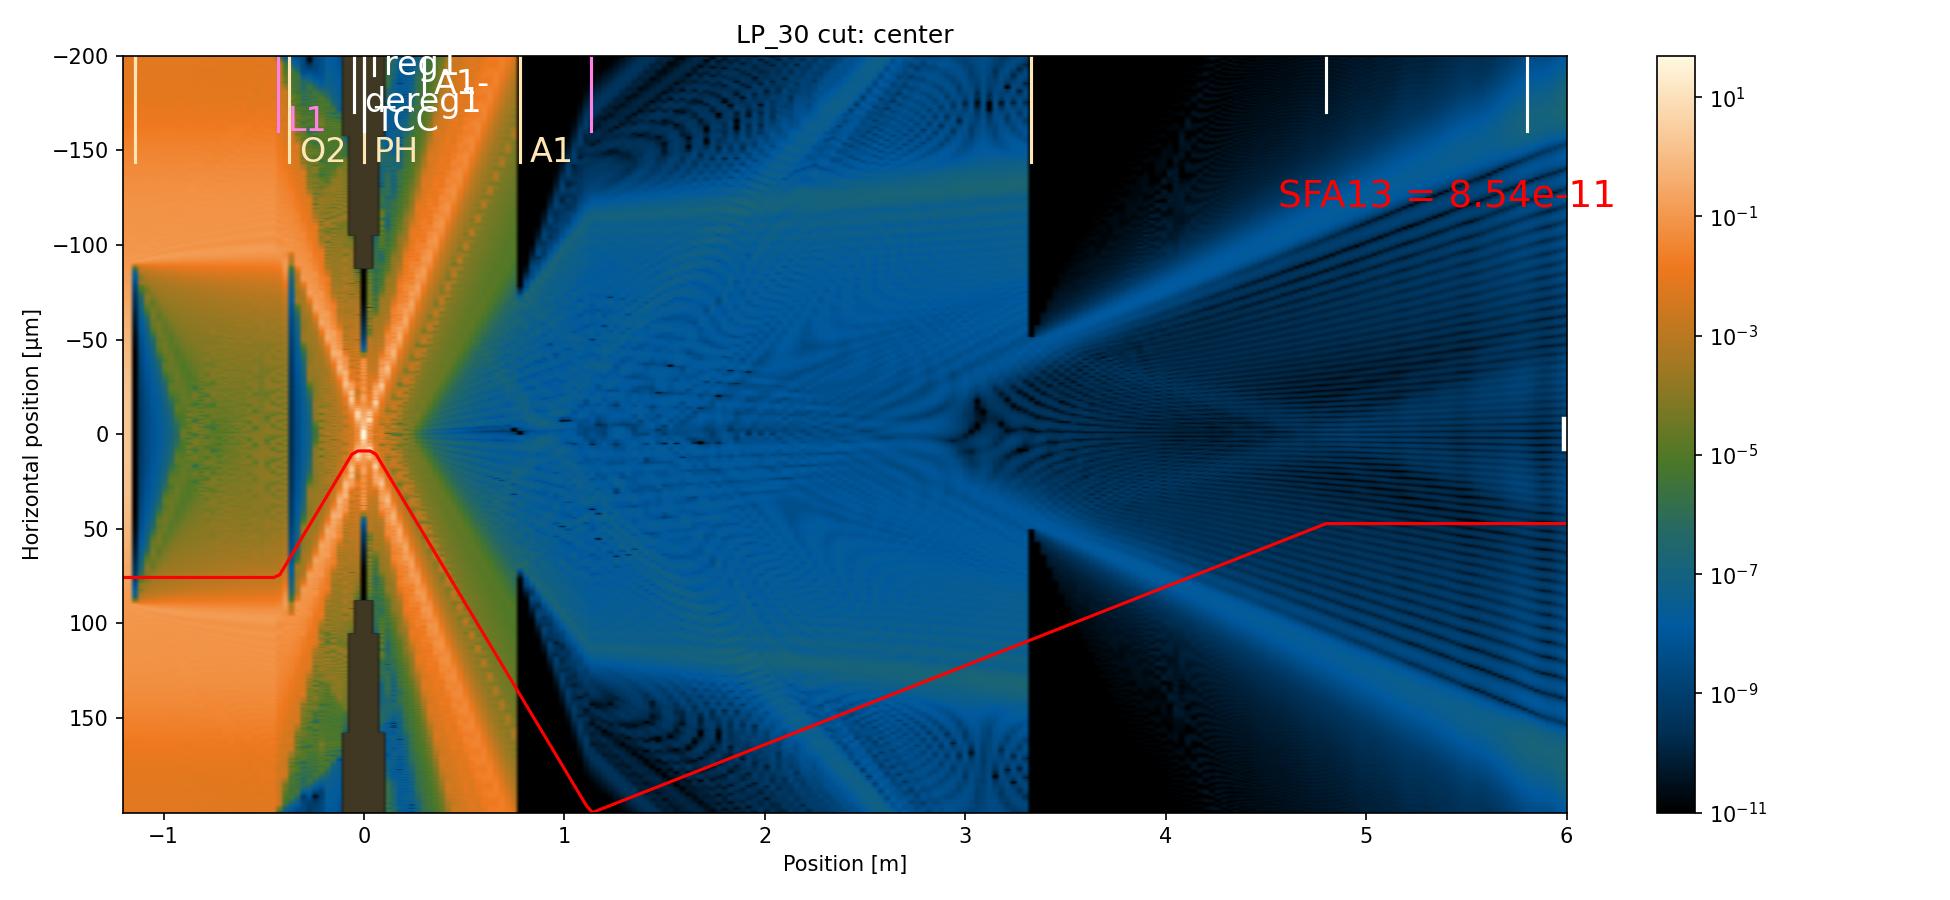 LP_30 cut: center
−200
−150
−100
−50
0
50
100
150
Horizontal position [µm]
reg1
A1-
dereg1
L1
TCC
O2
PH
A1
SFA13 = 8.54e-11
−1
0
1
2
3
4
5
6
Position [m]
10¹
10⁻¹
10⁻³
10⁻⁵
10⁻⁷
10⁻⁹
10⁻¹¹